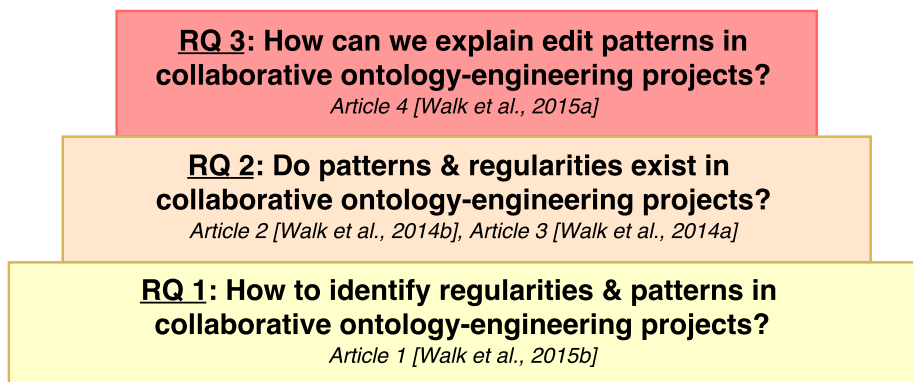 RQ 3: How can we explain edit patterns in
collaborative ontology-engineering projects?
Article 4 [Walk et al., 2015a]
RQ 2: Do patterns & regularities exist in
collaborative ontology-engineering projects?
Article 2 [Walk et al., 2014b], Article 3 [Walk et al., 2014a]
RQ 1: How to identify regularities & patterns in
collaborative ontology-engineering projects?
Article 1 [Walk et al., 2015b]